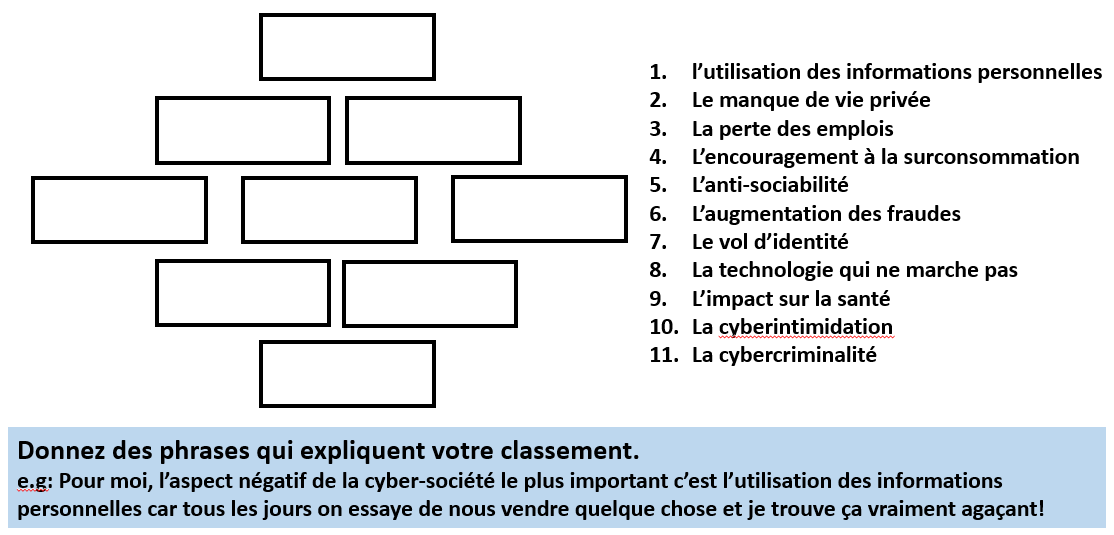 1. l’utilisation des informations personnelles
2. Le manque de vie privée
3. La perte des emplois
4. L’encouragement à la surconsommation
5. L’anti-sociabilité
6. L’augmentation des fraudes
7. Le vol d’identité
8. La technologie qui ne marche pas
9. L’impact sur la santé
10. La cyberintimidation
11. La cybercriminalité
Donnez des phrases qui expliquent votre classement.
e.g: Pour moi, l’aspect négatif de la cyber-société le plus important c’est l’utilisation des informations
personnelles car tous les jours on essaye de nous vendre quelque chose et je trouve ça vraiment agaçant!